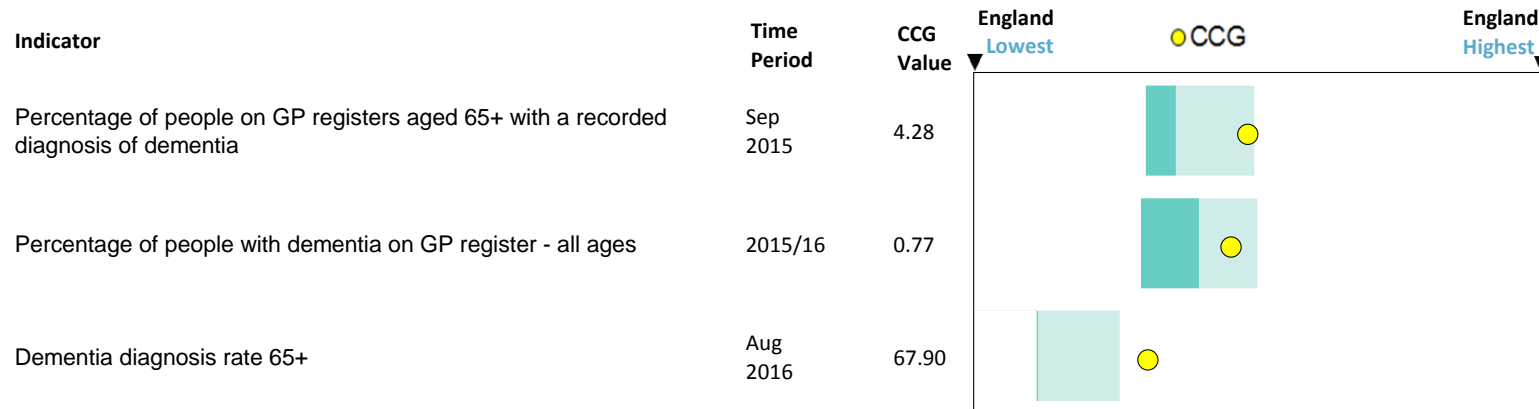 Indicator
Time
Period
CCG
Value
England
Lowest
CCG
England
Highest
Percentage of people on GP registers aged 65+ with a recorded
diagnosis of dementia
Sep
2015
4.28
Percentage of people with dementia on GP register - all ages
2015/16
0.77
Dementia diagnosis rate 65+
Aug
2016
67.90